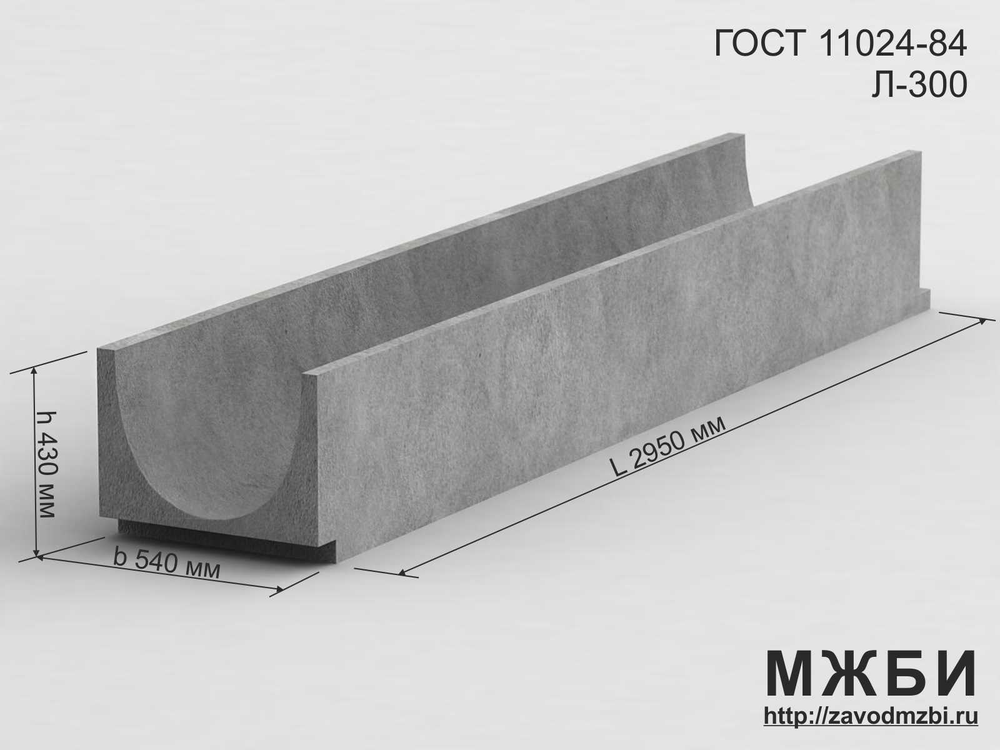 ГОСТ 11024-84
Л-300
h 430 мм
b 540 мм
L 2950 мм
МЖБИ
http://zavodmzbi.ru